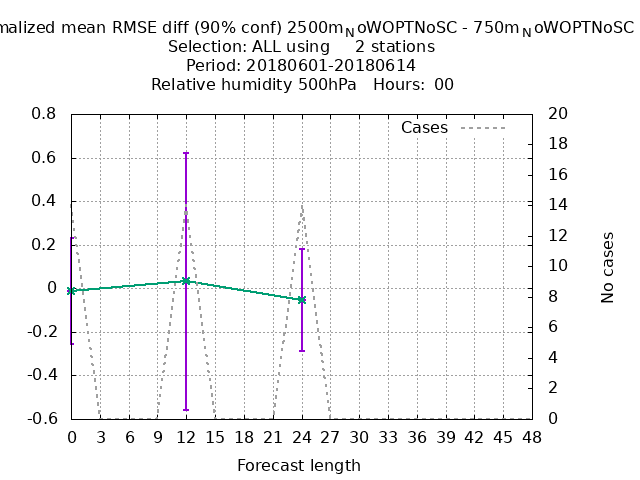 malized mean RMSE diff (90% conf) 2500mNoWOPTNoSC - 750mNoWOPTNoSC
Selection: ALL using 2 stations
Period: 20180601-20180614
Relative humidity 500hPa Hours: 00
Cases
0.8
0.6
0.4
0.2
0
-0.2
-0.4
-0.6
20
18
16
14
12
10
8
6
4
2
0
No cases
0 3 6 9 12 15 18 21 24 27 30 33 36 39 42 45 48
Forecast length